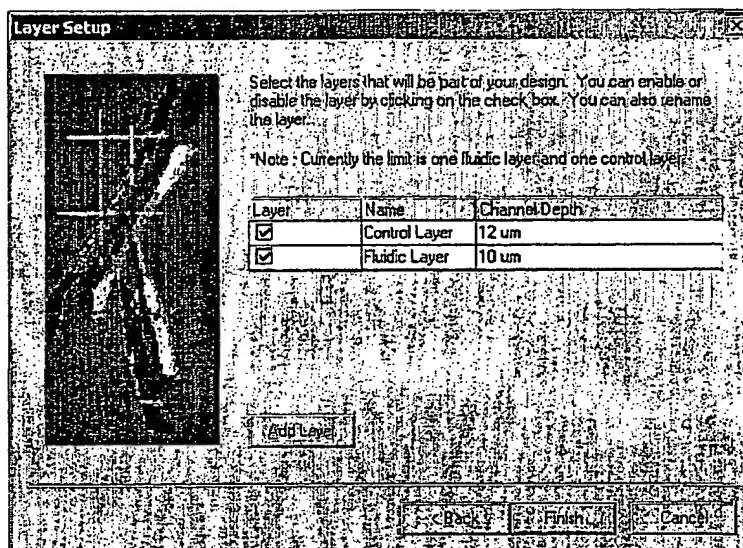 Layer Setup
Select the layers that will be part of your design. You can enable or
disable the layer by clicking on the check box. You can also rename
the layer...
*Note : Currently the limit is one fluidic layer and one control layer.
Layer Name Channel Depth
Control Layer 12 um
Fluidic Layer 10 um
Add Layer
< Back Finish Cancel